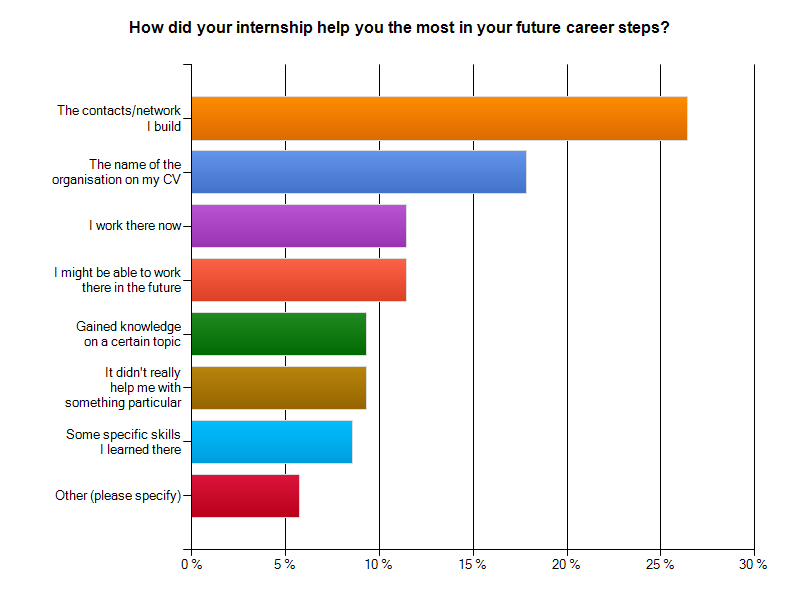 How did your internship help you the most in your future career steps?
The contacts/network
I build
The name of the
organisation on my CV
I work there now
I might be able to work
there in the future
Gained knowledge
on a certain topic
It didn't really
help me with
something particular
Some specific skills
I learned there
Other (please specify)
0 % 5 % 10 % 15 % 20 % 25 % 30 %